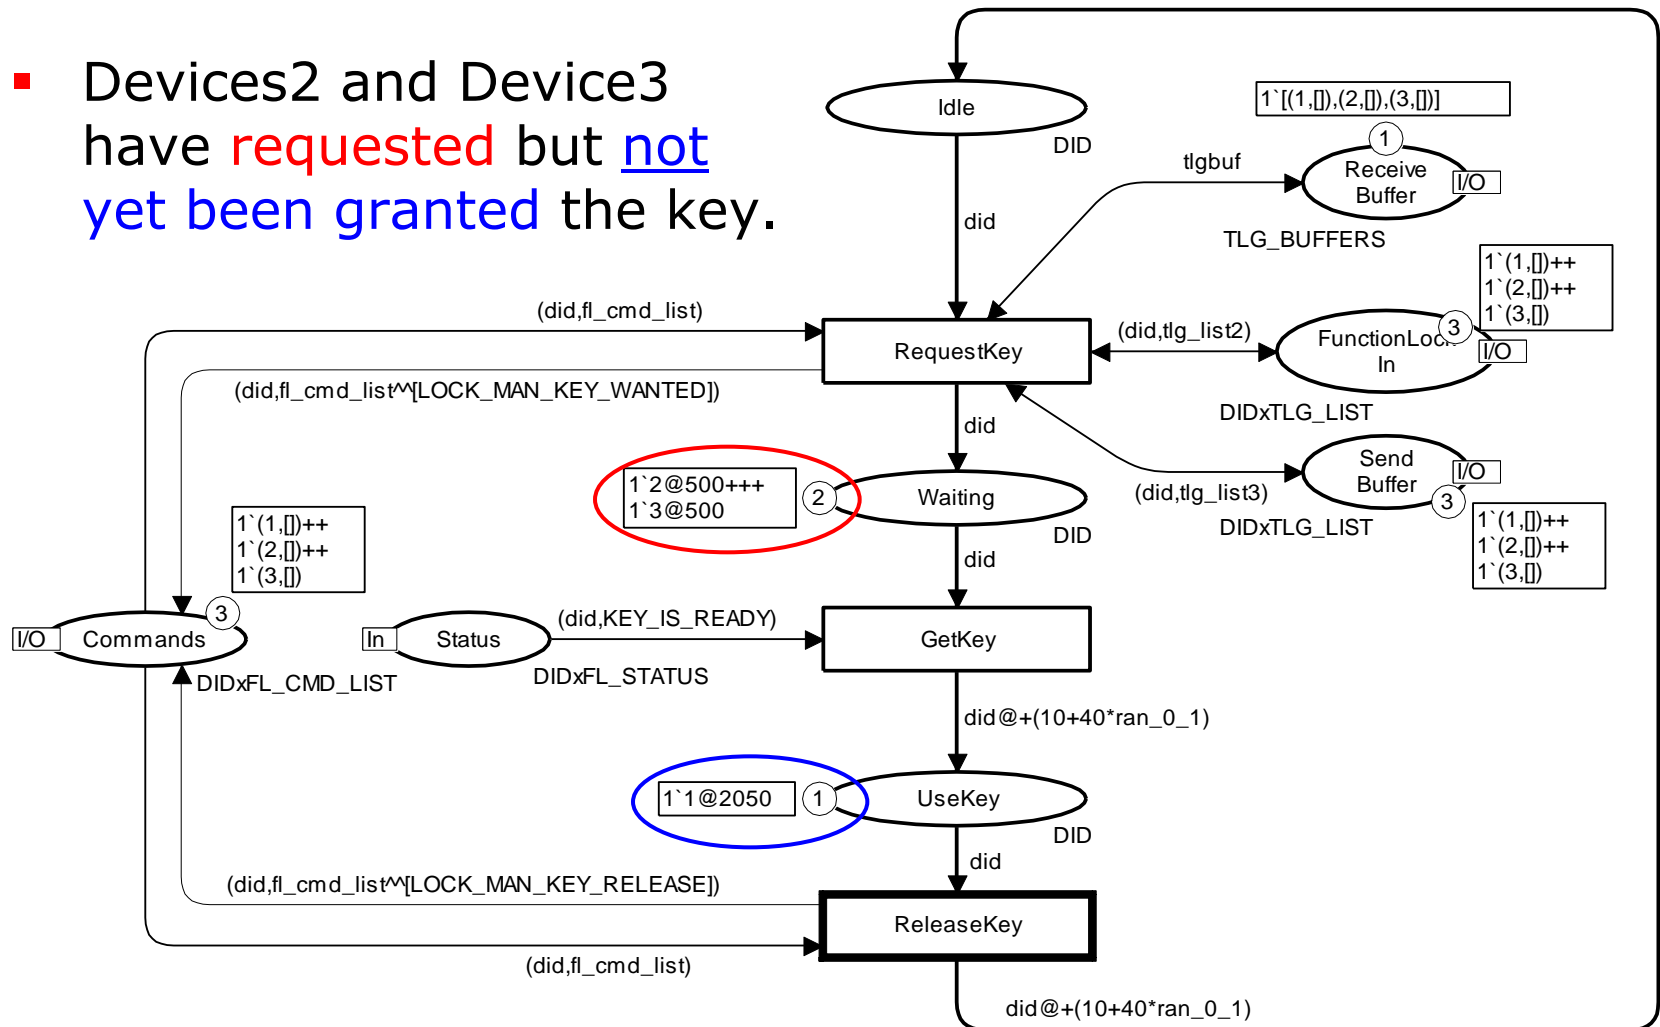 ▪ Devices2 and Device3
have requested but not
yet been granted the key.
Idle
DID
1`[(1,[]),(2,[]),(3,[])]
1
Receive
Buffer
I/O
TLG_BUFFERS
tlgbuf
did
1`(1,[])++
1`(2,[])++
1`(3,[])
3
FunctionLock
In
I/O
DIDxTLG_LIST
(did,tlg_list2)
(did,fl_cmd_list)
RequestKey
(did,fl_cmd_list^^[LOCK_MAN_KEY_WANTED])
did
Send
Buffer
I/O
3
(did,tlg_list3)
DIDxTLG_LIST
1`(1,[])++
1`(2,[])++
1`(3,[])
1`2@500+++
1`3@500
2
Waiting
DID
did
1`(1,[])++
1`(2,[])++
1`(3,[])
3
I/O
Commands
DIDxFL_CMD_LIST
In
Status
DIDxFL_STATUS
(did,KEY_IS_READY)
GetKey
did@+(10+40*ran_0_1)
1`1@2050
1
UseKey
DID
did
(did,fl_cmd_list^^[LOCK_MAN_KEY_RELEASE])
ReleaseKey
(did,fl_cmd_list)
did@+(10+40*ran_0_1)